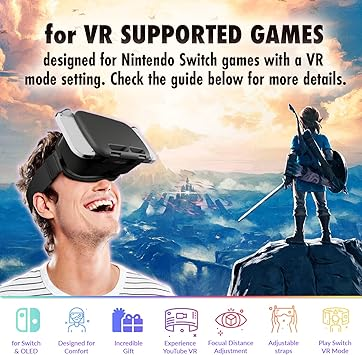 for VR SUPPORTED GAMES
designed for Nintendo Switch games with a VR
mode setting. Check the guide below for more details.
for Switch
& OLED
Designed for
Comfort
Incredible
Gift
Experience
YouTube VR
Focual Distance
Adjustment
Adjustable
straps
Play Switch
VR Mode